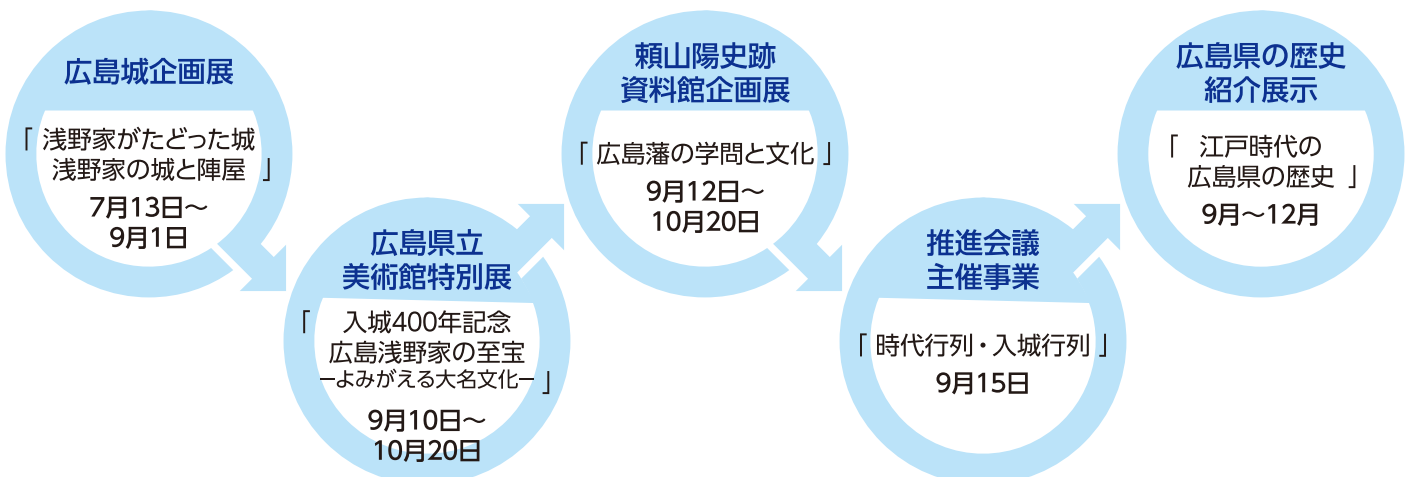 広島城企画展
「浅野家がたどった城
浅野家の城と陣屋」
7月13日～
9月1日
広島県立
美術館特別展
「入城400年記念
広島浅野家の至宝
ーよみがえる大名文化ー」
9月10日～
10月20日
頼山陽史跡
資料館企画展
「広島藩の学問と文化」
9月12日～
10月20日
推進会議
主催事業
「時代行列・入城行列」
9月15日
広島県の歴史
紹介展示
「江戸時代の
広島県の歴史」
9月～12月